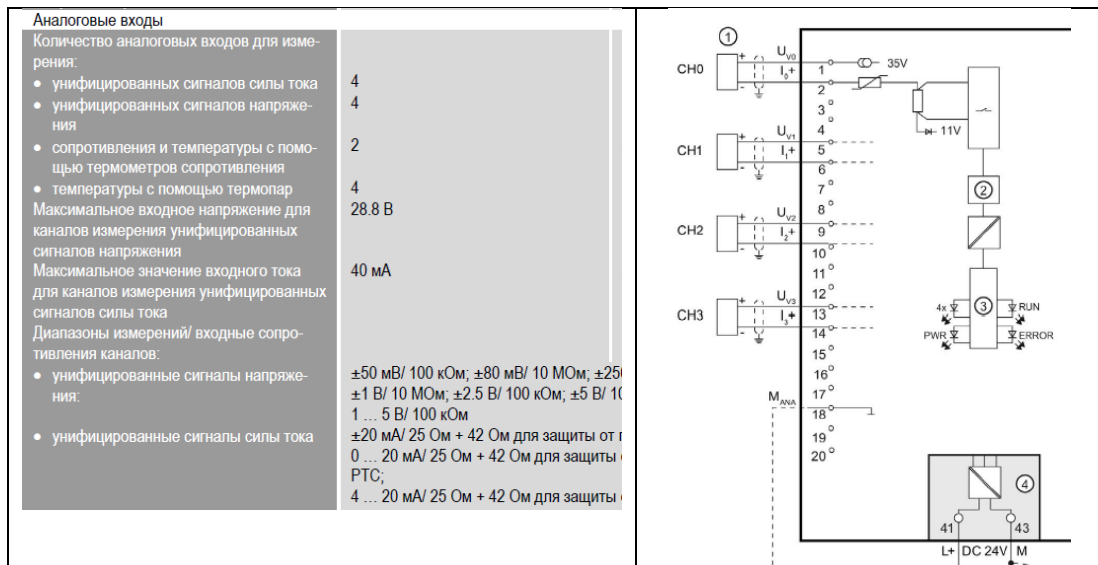 Аналоговые входы
Количество аналоговых входов для изме-
рения:
• унифицированных сигналов силы тока 4
• унифицированных сигналов напряже- 4
ния
• сопротивления и температуры с помо- 2
щью термометров сопротивления
• температуры с помощью термопар 4
Максимальное входное напряжение для 28.8 В
каналов измерения унифицированных
сигналов напряжения
Максимальное значение входного тока 40 мА
для каналов измерения унифицированных
сигналов силы тока
Диапазоны измерений/ входные сопро-
тивления каналов:
• унифицированные сигналы напряже- ±50 мВ/ 100 кОм; ±80 мВ/ 10 МОм; ±250
ния: ±1 В/ 10 МОм; ±2.5 В/ 100 кОм; ±5 В/ 10
1 … 5 В/ 100 кОм
• унифицированные сигналы силы тока ±20 мА/ 25 Ом + 42 Ом для защиты от
0 … 20 мА/ 25 Ом + 42 Ом для защиты
PTC;
4 … 20 мА/ 25 Ом + 42 Ом для защиты
①
CH0 + UV0 1 35V
- I0+ 2
3
4 11V
CH1 + UV1 5
- I1+ 6
7
②
8
CH2 + UV2 9
- I2+ 10
11
12
CH3 + UV3 13
- I3+ 14
③
4x RUN
PWR ERROR
15
16
17
MANA 18
19
20
④
41 43
L+ DC 24V M